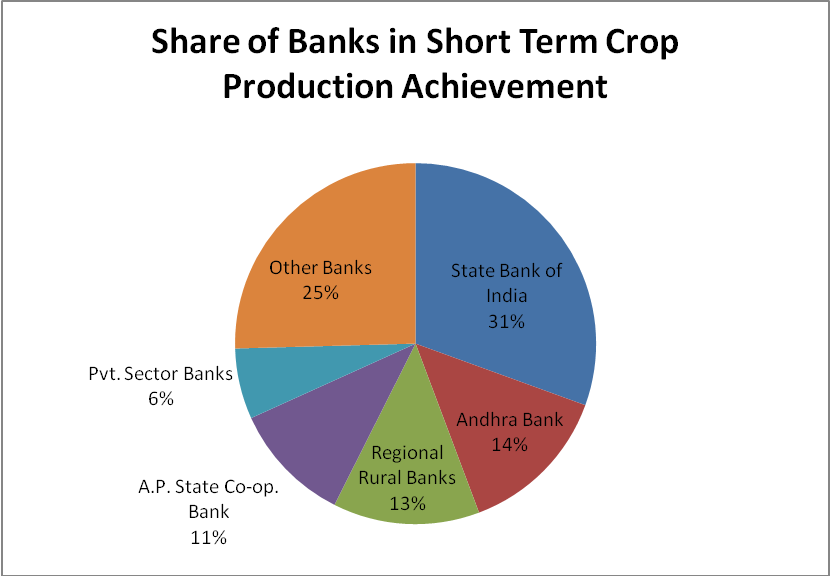 Share of Banks in Short Term Crop
Production Achievement
Other Banks
25%
State Bank of
India
31%
Pvt. Sector Banks
6%
Andhra Bank
14%
Regional
Rural Banks
13%
A.P. State Co-op.
Bank
11%